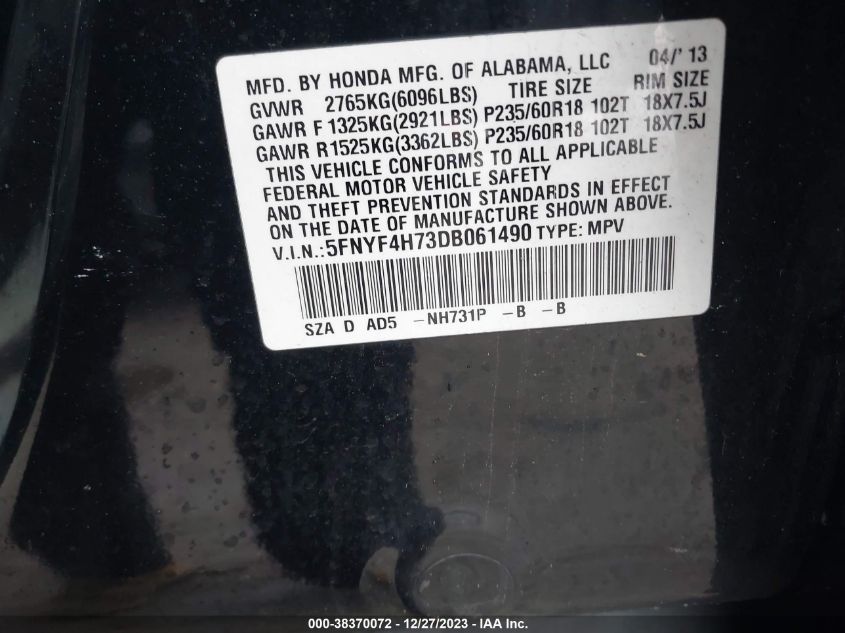 MFD. BY HONDA MFG. OF ALABAMA, LLC 04/' 13
GVWR 2765KG(6096LBS) TIRE SIZE RIM SIZE
GAWR F 1325KG(2921LBS) P235/60R18 102T 18X7.5J
GAWR R1525KG(3362LBS) P235/60R18 102T 18X7.5J
THIS VEHICLE CONFORMS TO ALL APPLICABLE
FEDERAL MOTOR VEHICLE SAFETY
AND THEFT PREVENTION STANDARDS IN EFFECT
ON THE DATE OF MANUFACTURE SHOWN ABOVE.
V.I.N.:5FNYF4H73DB061490 TYPE: MPV
SZA D AD5 -NH731P -B -B
000-38370072 - 12/27/2023 - IAA Inc.